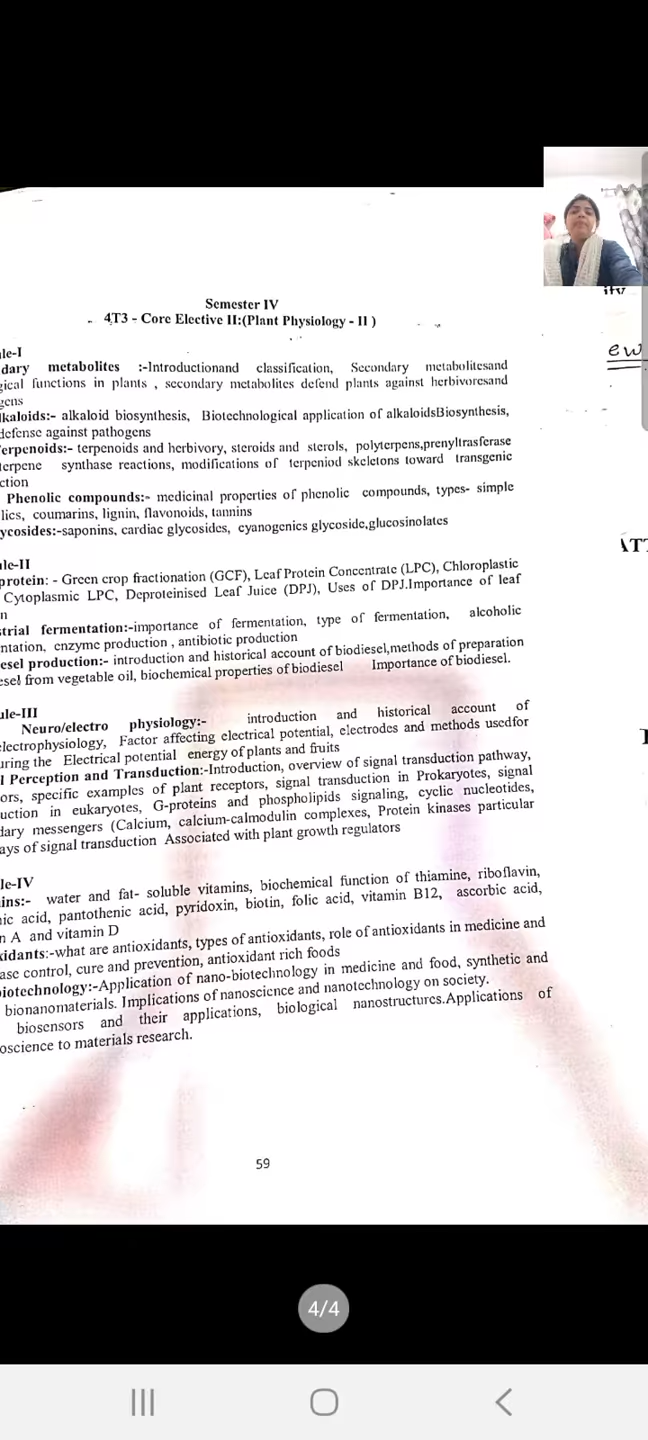 Semester IV
4T3 - Core Elective II:(Plant Physiology - II )
le-I
dary metabolites :-Introductionand classification, Secondary metabolitesand
gical functions in plants , secondary metabolites defend plants against herbivoresand
gens
lkaloids:- alkaloid biosynthesis, Biotechnological application of alkaloidsBiosynthesis,
defense against pathogens
erpenoids:- terpenoids and herbivory, steroids and sterols, polyterpens,prenyltrasferase
terpene synthase reactions, modifications of terpeniod skeletons toward transgenic
ction
Phenolic compounds:- medicinal properties of phenolic compounds, types- simple
lics, coumarins, lignin, flavonoids, tannins
ycosides:-saponins, cardiac glycosides, cyanogenics glycoside,glucosinolates
ule-II
protein: - Green crop fractionation (GCF), Leaf Protein Concentrate (LPC), Chloroplastic
Cytoplasmic LPC, Deproteinised Leaf Juice (DPJ), Uses of DPJ.Importance of leaf
n
strial fermentation:-importance of fermentation, type of fermentation, alcoholic
ntation, enzyme production , antibiotic production
esel production:- introduction and historical account of biodiesel,methods of preparation
esel from vegetable oil, biochemical properties of biodiesel Importance of biodiesel.
ule-III
Neuro/electro physiology:- introduction and historical account of
electrophysiology, Factor affecting electrical potential, electrodes and methods usedfor
uring the Electrical potential energy of plants and fruits
l Perception and Transduction:-Introduction, overview of signal transduction pathway,
ors, specific examples of plant receptors, signal transduction in Prokaryotes, signal
uction in eukaryotes, G-proteins and phospholipids signaling, cyclic nucleotides,
dary messengers (Calcium, calcium-calmodulin complexes, Protein kinases particular
ays of signal transduction Associated with plant growth regulators
le-IV
ins:- water and fat- soluble vitamins, biochemical function of thiamine, riboflavin,
nic acid, pantothenic acid, pyridoxin, biotin, folic acid, vitamin B12, ascorbic acid,
n A and vitamin D
xidants:-what are antioxidants, types of antioxidants, role of antioxidants in medicine and
ase control, cure and prevention, antioxidant rich foods
biotechnology:-Application of nano-biotechnology in medicine and food, synthetic and
bionanomaterials. Implications of nanoscience and nanotechnology on society.
biosensors and their applications, biological nanostructures.Applications of
oscience to materials research.
59
ew
4/4